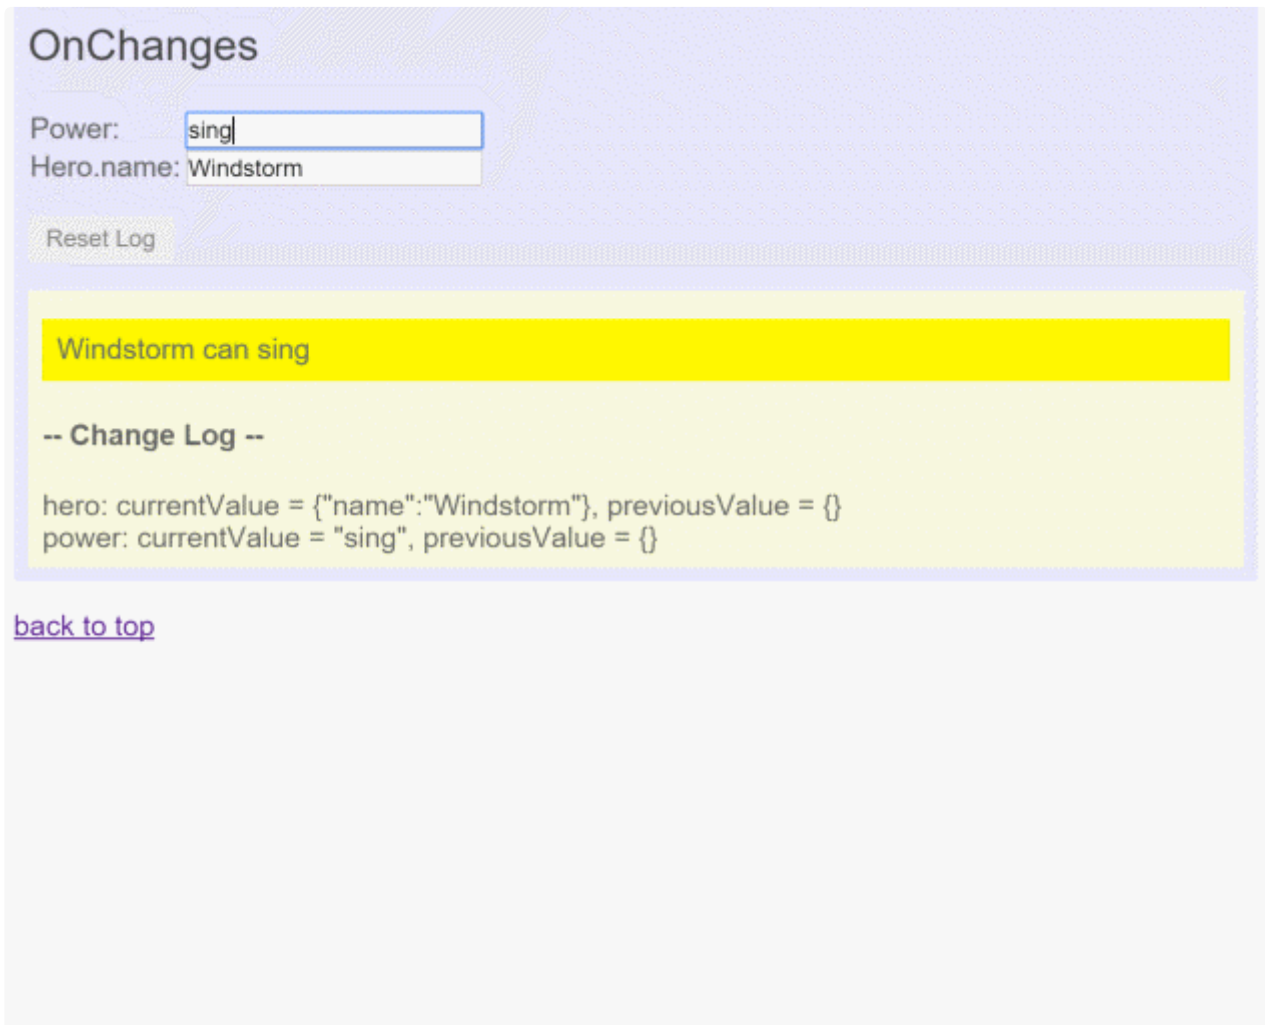 OnChanges
Power: sing
Hero.name: Windstorm
Reset Log
Windstorm can sing
-- Change Log --
hero: currentValue = {"name":"Windstorm"}, previousValue = {}
power: currentValue = "sing", previousValue = {}
back to top